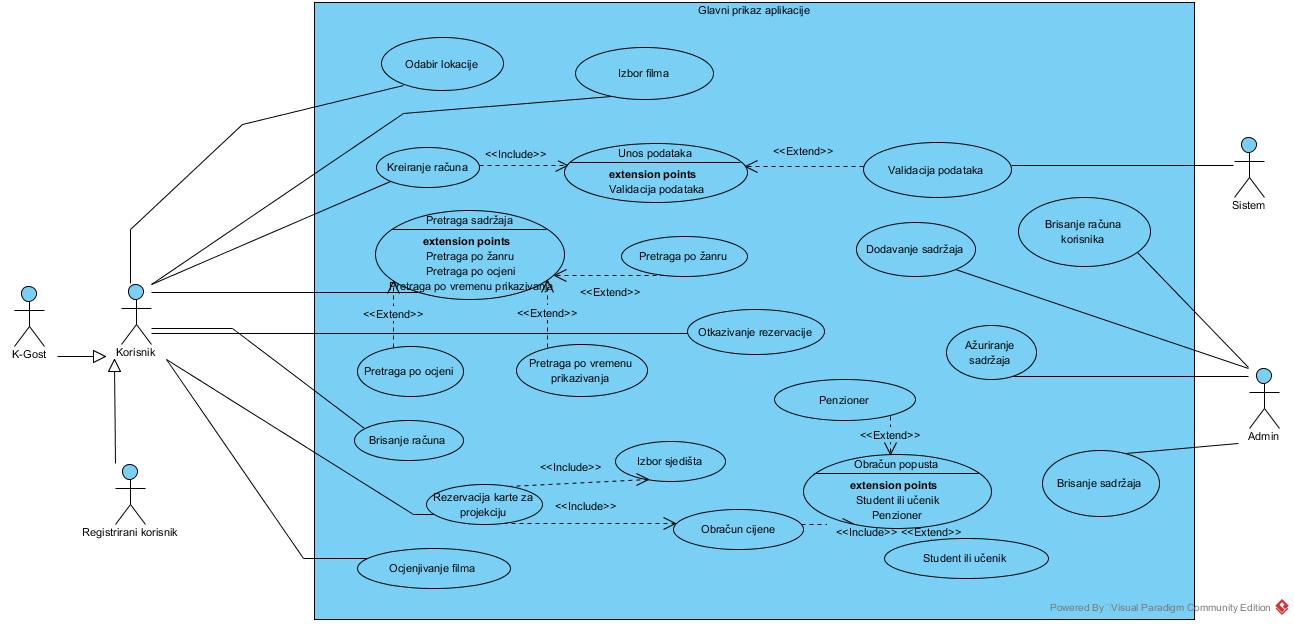 Glavni prikaz aplikacije
Odabir lokacije
Izbor filma
Kreiranje računa
<<Include>>
Unos podataka
extension points
Validacija podataka
<<Extend>>
Validacija podataka
Sistem
Pretraga sadržaja
extension points
Pretraga po žanru
Pretraga po ocjeni
Pretraga po vremenu prikazivanja
Pretraga po žanru
<<Extend>>
Dodavanje sadržaja
Brisanje računa
korisnika
<<Extend>>
<<Extend>>
Otkazivanje rezervacije
K-Gost
Korisnik
Pretraga po ocjeni
Pretraga po vremenu
prikazivanja
Ažuriranje
sadržaja
Penzioner
<<Extend>>
Admin
Brisanje računa
<<Include>>
Izbor sjedišta
Obračun popusta
extension points
Student ili učenik
Penzioner
Brisanje sadržaja
Rezervacija karte za
projekciju
<<Include>>
Obračun cijene
<<Include>>
<<Extend>>
Registrirani korisnik
Student ili učenik
Ocjenjivanje filma
Powered By Visual Paradigm Community Edition